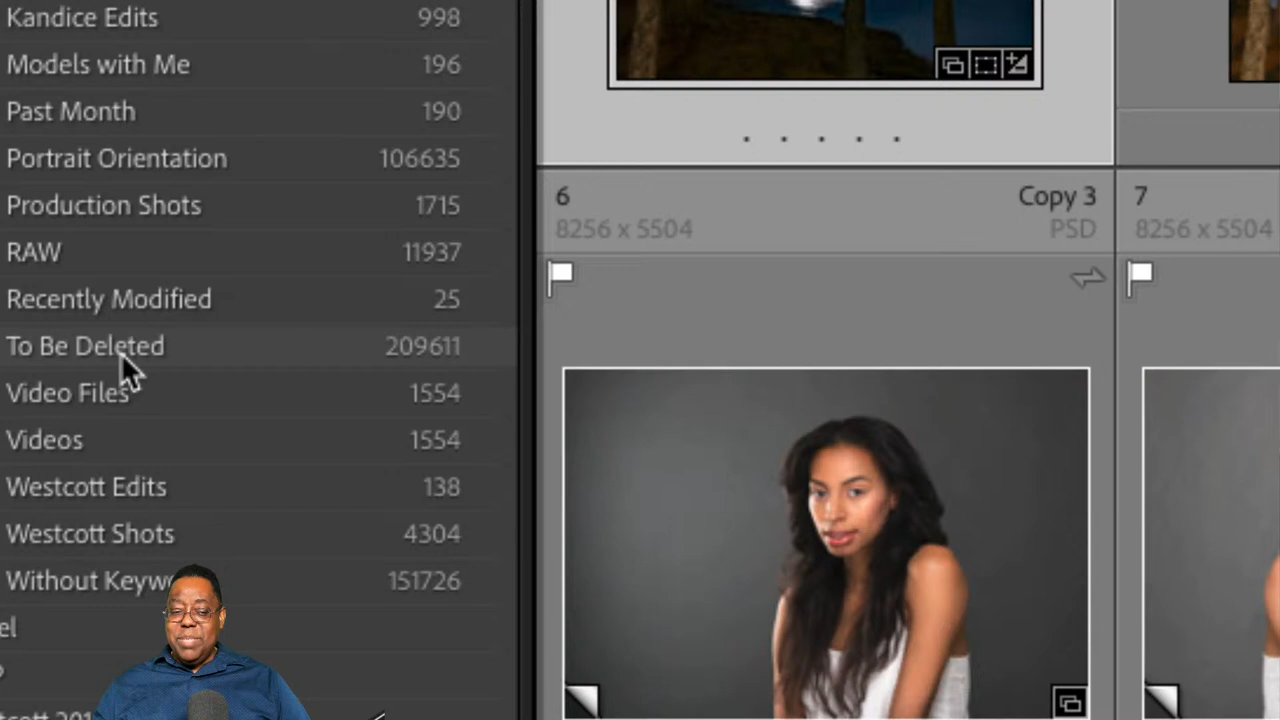 Kandice Edits 998
Models with Me 196
Past Month 190
Portrait Orientation 106635
Production Shots 1715
RAW 11937
Recently Modified 25
To Be Deleted 209611
Video Files 1554
Videos 1554
Westcott Edits 138
Westcott Shots 4304
Without 151726
6 Copy 3
8256 x 5504 PSD
7
8256 x 5504